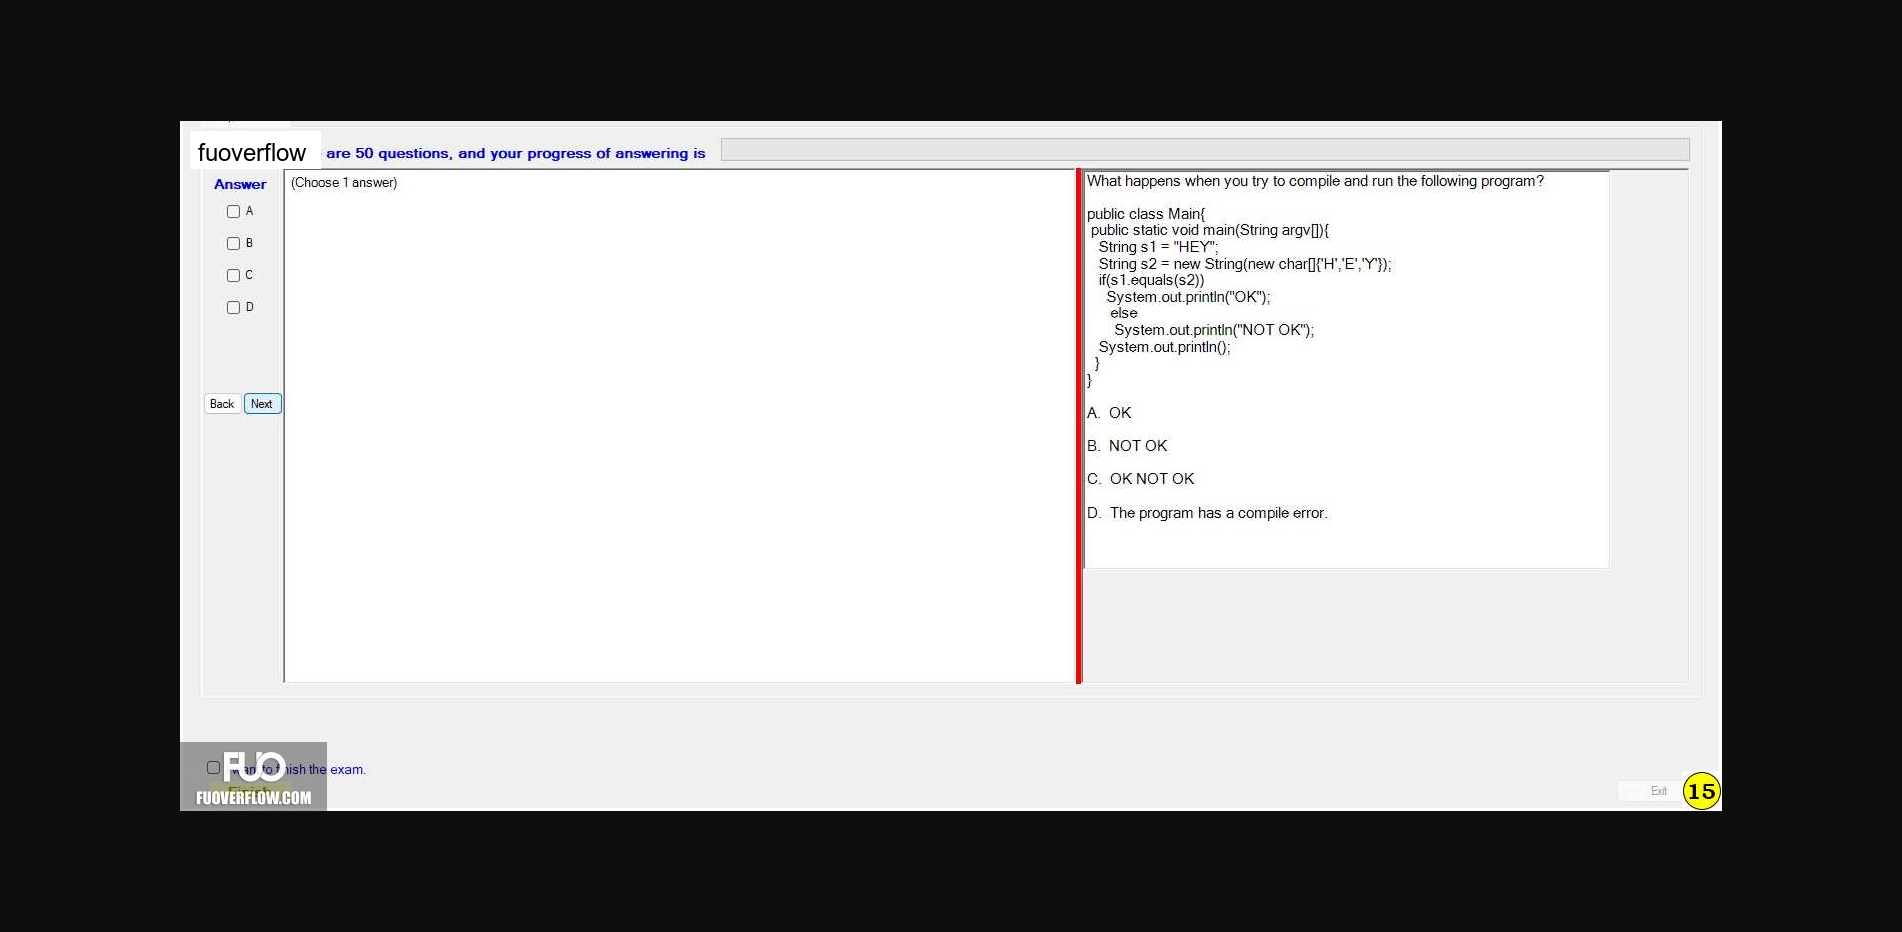 fuoverflow are 50 questions, and your progress of answering is
Answer
(Choose 1 answer)
A
B
C
D
Back Next
What happens when you try to compile and run the following program?
public class Main{
public static void main(String argv[]){
String s1 = "HEY";
String s2 = new String(new char[]{'H','E','Y'});
if(s1.equals(s2))
System.out.println("OK");
else
System.out.println("NOT OK");
System.out.println();
}
}
A. OK
B. NOT OK
C. OK NOT OK
D. The program has a compile error.
FUO
want to finish the exam.
Finish
FUOVERFLOW.COM
Exit
15